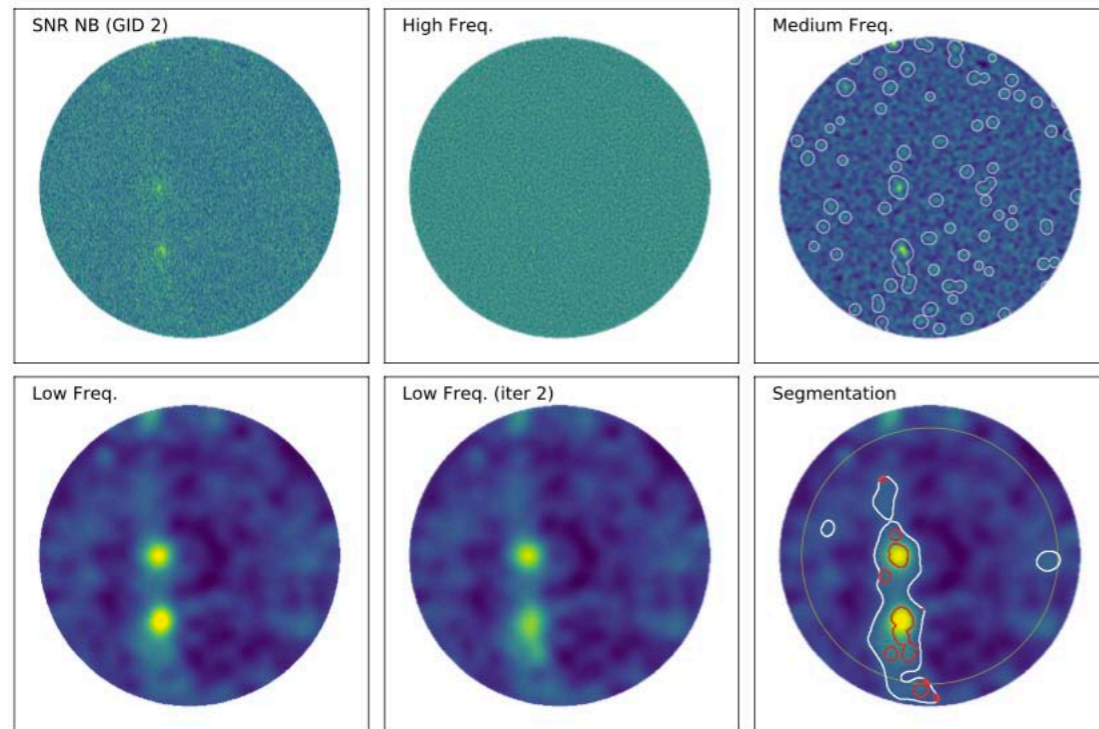 SNR NB (GID 2)
High Freq.
Medium Freq.
Low Freq.
Low Freq. (iter 2)
Segmentation